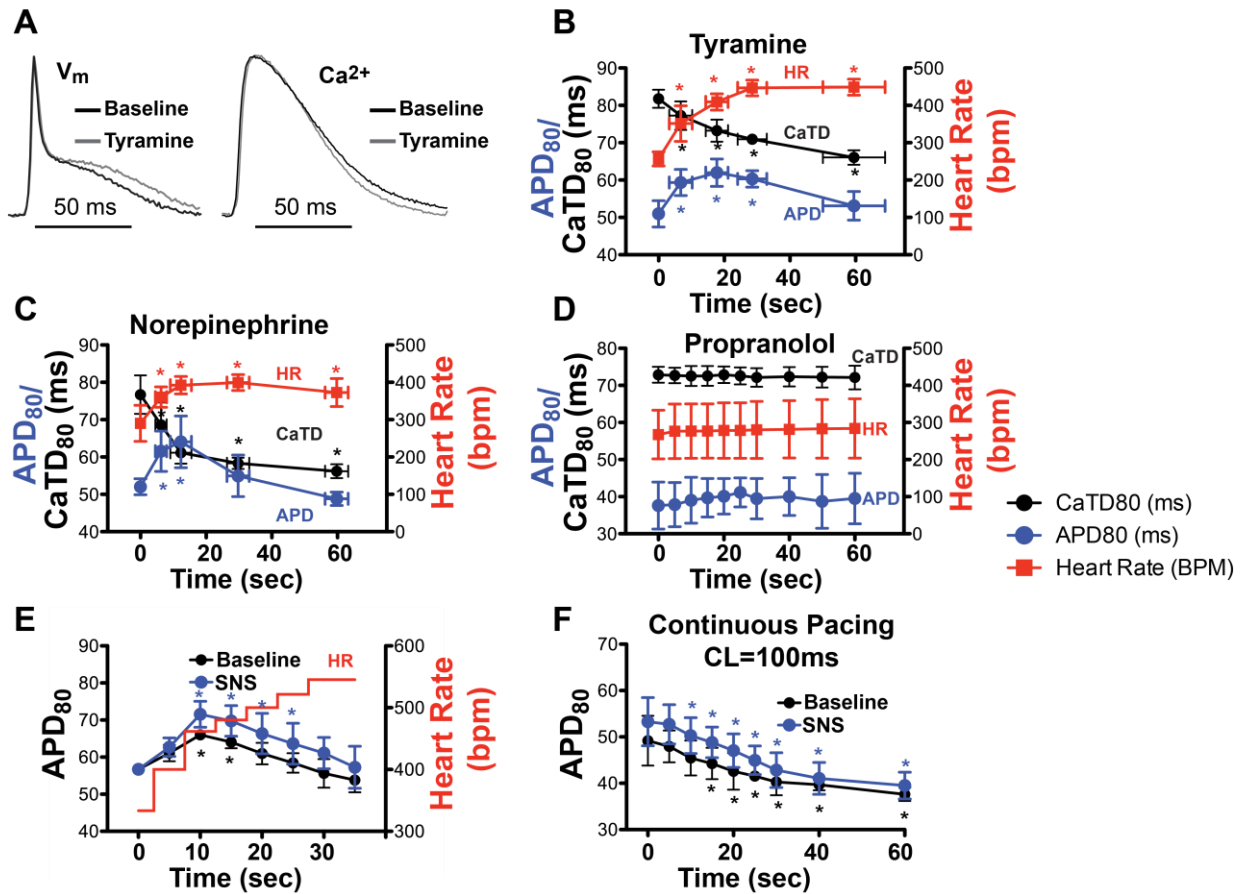 A
Vm
Baseline
Tyramine
50 ms
Ca2+
Baseline
Tyramine
50 ms
B
Tyramine
APD80/
CaTD80 (ms)
90
80
70
60
50
40
HR
CaTD
APD
* * * *
* * * *
* * *
500
400
300
200
100
0
Heart Rate
(bpm)
0 20 40 60
Time (sec)
C
Norepinephrine
APD80/
CaTD80 (ms)
90
80
70
60
50
40
HR
CaTD
APD
* * * *
* * * *
* *
500
400
300
200
100
0
Heart Rate
(bpm)
0 20 40 60
Time (sec)
D
Propranolol
APD80/
CaTD80 (ms)
80
70
60
50
40
30
CaTD
HR
APD
500
400
300
200
100
0
Heart Rate
(bpm)
0 20 40 60
Time (sec)
CaTD80 (ms)
APD80 (ms)
Heart Rate (BPM)
E
APD80
90
80
70
60
50
40
Baseline
SNS
HR
* * * *
* *
600
500
400
300
Heart Rate
(bpm)
0 10 20 30
Time (sec)
F
Continuous Pacing
CL=100ms
APD80
70
60
50
40
30
Baseline
SNS
* * * * * * *
* * * * * *
0 20 40 60
Time (sec)